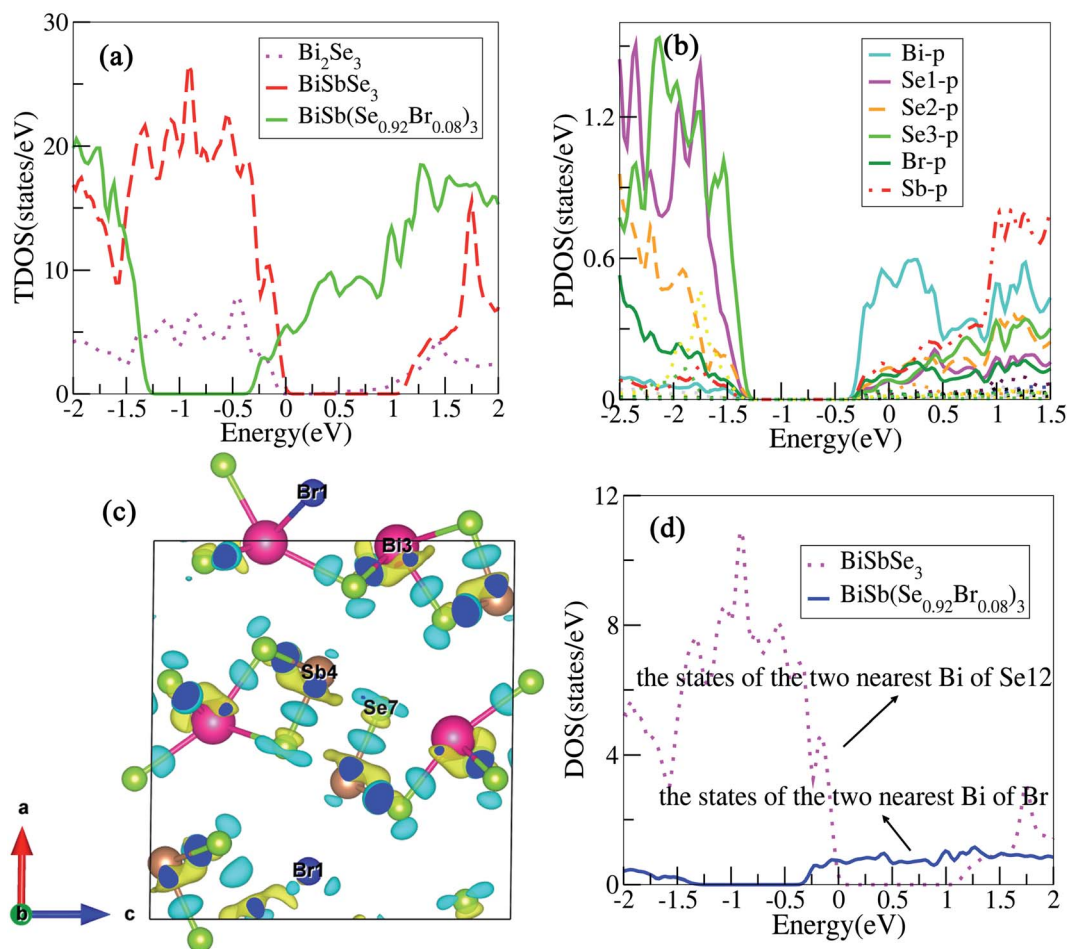 (a)
Bi₂Se₃
BiSbSe₃
BiSb(Se₀.₉₂Br₀.₀₈)₃
TDOS(states/eV)
30
20
10
0
-2 -1.5 -1 -0.5 0 0.5 1 1.5 2
Energy(eV)
(b)
Bi-p
Se1-p
Se2-p
Se3-p
Br-p
Sb-p
PDOS(states/eV)
1.2
0.6
0
-2.5 -2 -1.5 -1 -0.5 0 0.5 1 1.5
Energy(eV)
(c)
Br1
Bi3
Sb4
Se7
Br1
a
b
c
(d)
BiSbSe₃
BiSb(Se₀.₉₂Br₀.₀₈)₃
the states of the two nearest Bi of Se12
the states of the two nearest Bi of Br
DOS(states/eV)
12
8
4
0
-2 -1.5 -1 -0.5 0 0.5 1 1.5 2
Energy(eV)